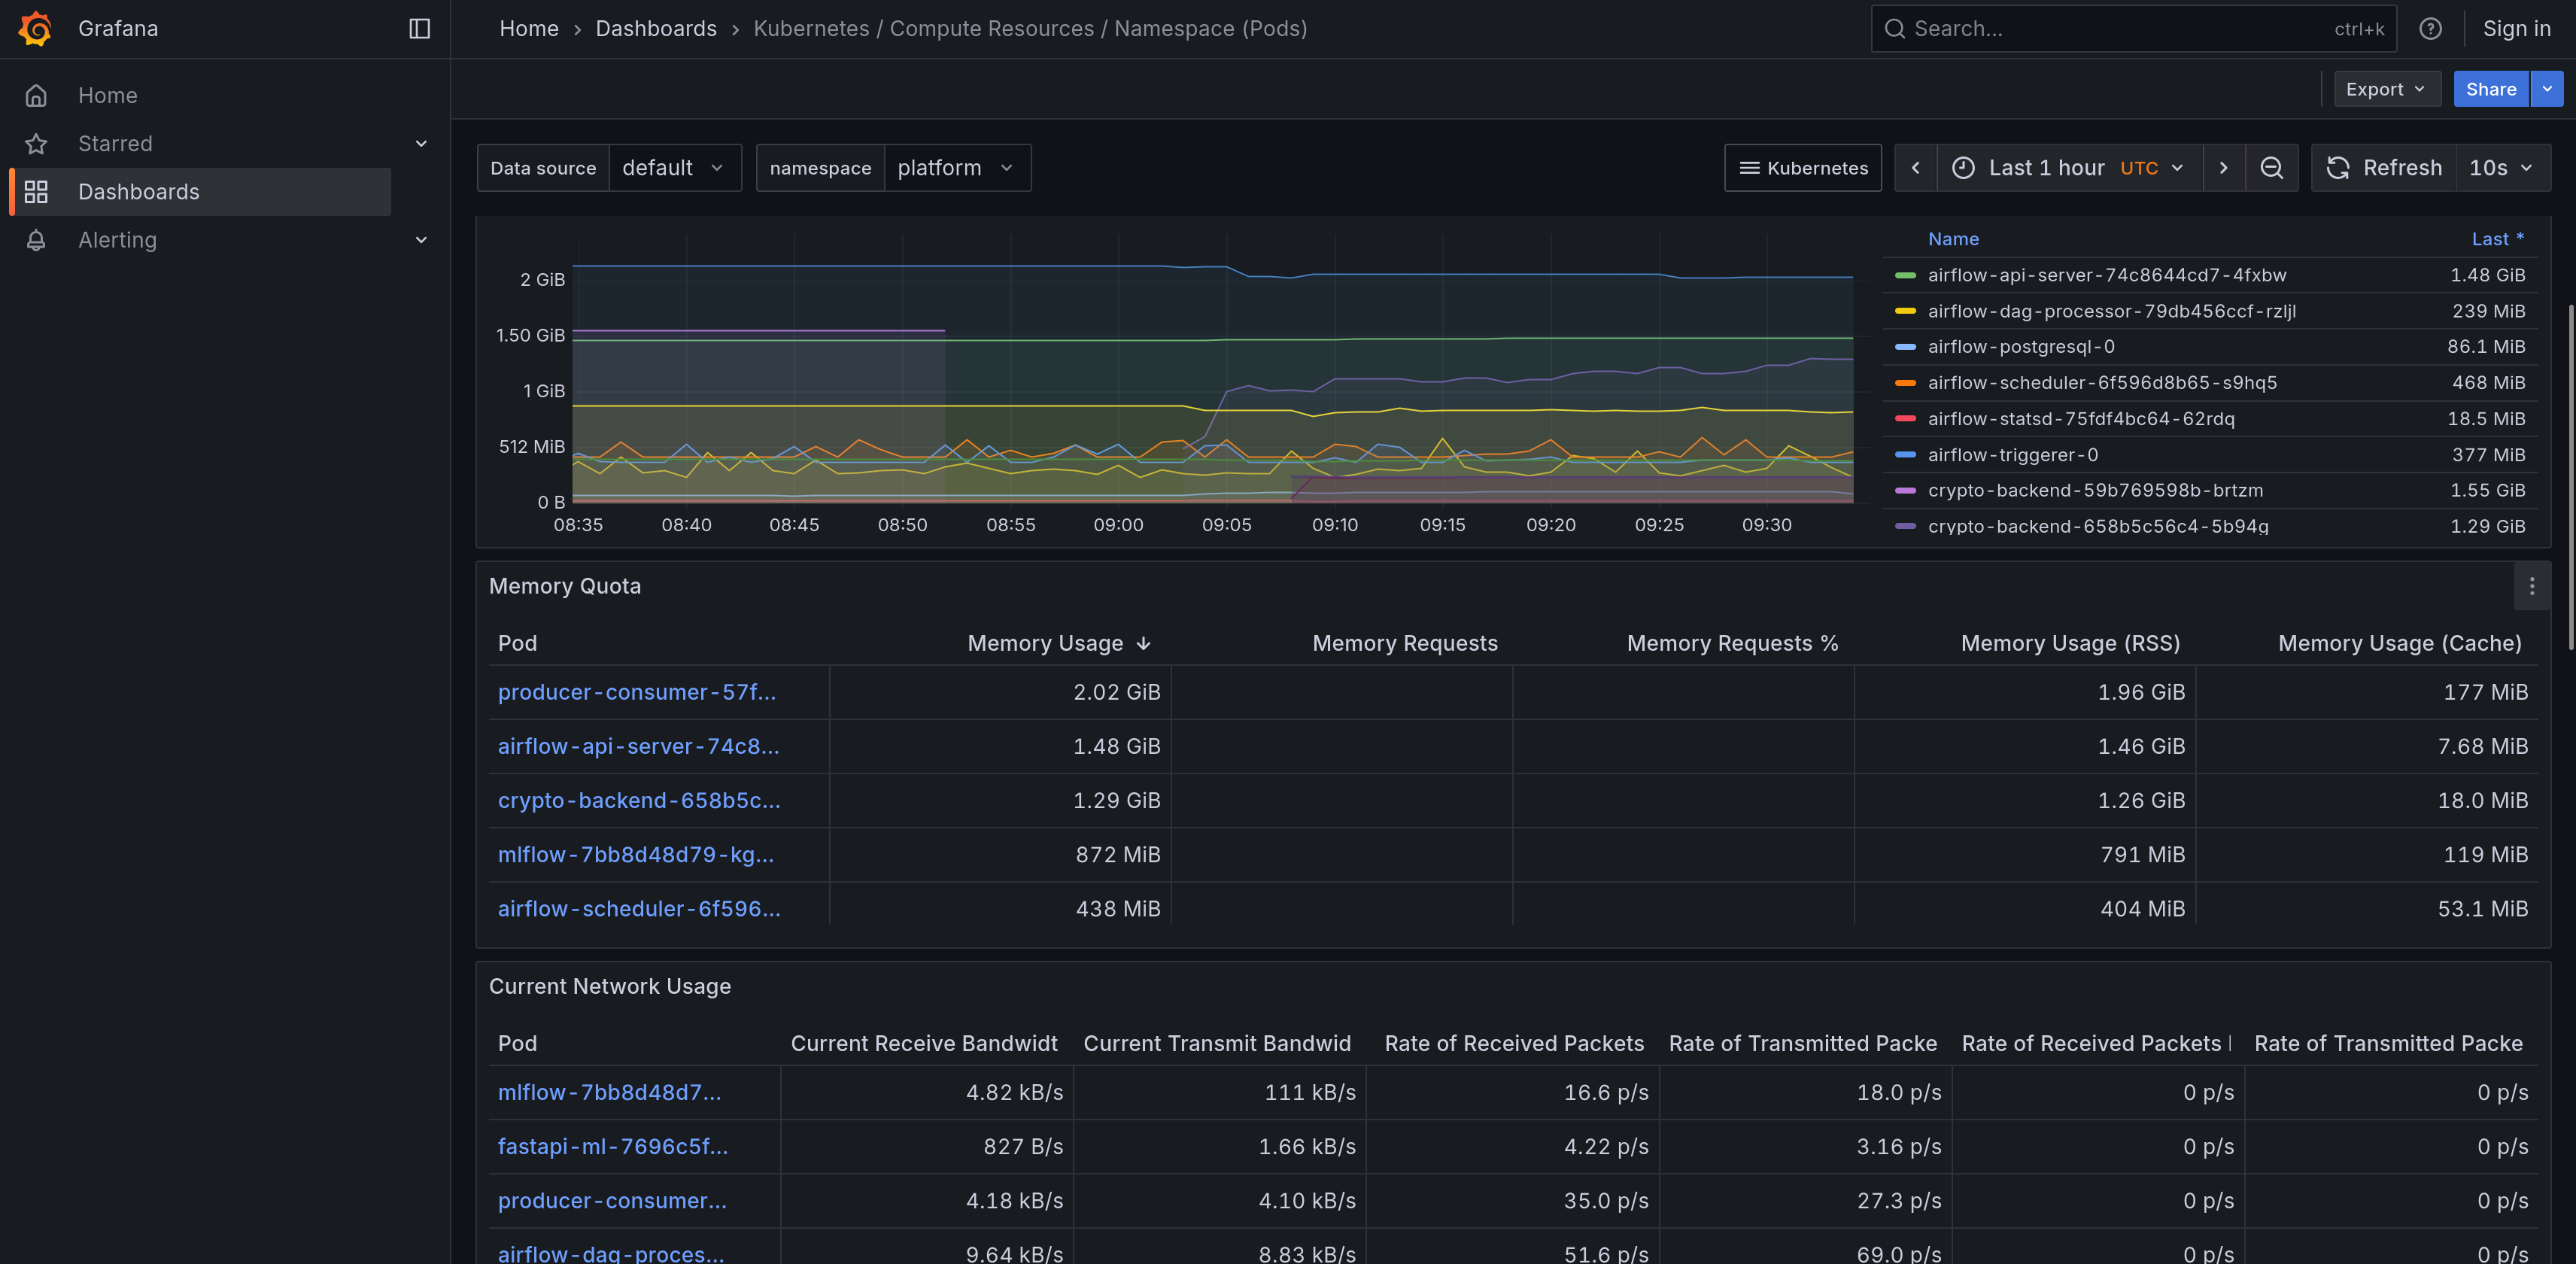 Grafana
Home
Starred
Dashboards
Alerting
Home › Dashboards › Kubernetes / Compute Resources / Namespace (Pods)
Search...
ctrl+k
Sign in
Export
Share
Data source
default
namespace
platform
Kubernetes
Last 1 hour UTC
Refresh
10s
2 GiB
1.50 GiB
1 GiB
512 MiB
0 B
08:35 08:40 08:45 08:50 08:55 09:00 09:05 09:10 09:15 09:20 09:25 09:30
Name Last *
airflow-api-server-74c8644cd7-4fxbw 1.48 GiB
airflow-dag-processor-79db456ccf-rzljl 239 MiB
airflow-postgresql-0 86.1 MiB
airflow-scheduler-6f596d8b65-s9hq5 468 MiB
airflow-statsd-75fdf4bc64-62rdq 18.5 MiB
airflow-triggerer-0 377 MiB
crypto-backend-59b769598b-brtzm 1.55 GiB
crypto-backend-658b5c56c4-5b94g 1.29 GiB
Memory Quota
Pod Memory Usage Memory Requests Memory Requests % Memory Usage (RSS) Memory Usage (Cache)
producer-consumer-57f... 2.02 GiB 1.96 GiB 177 MiB
airflow-api-server-74c8... 1.48 GiB 1.46 GiB 7.68 MiB
crypto-backend-658b5c... 1.29 GiB 1.26 GiB 18.0 MiB
mlflow-7bb8d48d79-kg... 872 MiB 791 MiB 119 MiB
airflow-scheduler-6f596... 438 MiB 404 MiB 53.1 MiB
Current Network Usage
Pod Current Receive Bandwidt Current Transmit Bandwid Rate of Received Packets Rate of Transmitted Packe Rate of Received Packets Rate of Transmitted Packe
mlflow-7bb8d48d7... 4.82 kB/s 111 kB/s 16.6 p/s 18.0 p/s 0 p/s 0 p/s
fastapi-ml-7696c5f... 827 B/s 1.66 kB/s 4.22 p/s 3.16 p/s 0 p/s 0 p/s
producer-consumer... 4.18 kB/s 4.10 kB/s 35.0 p/s 27.3 p/s 0 p/s 0 p/s
airflow-dag-proces... 9.64 kB/s 8.83 kB/s 51.6 p/s 69.0 p/s 0 p/s 0 p/s